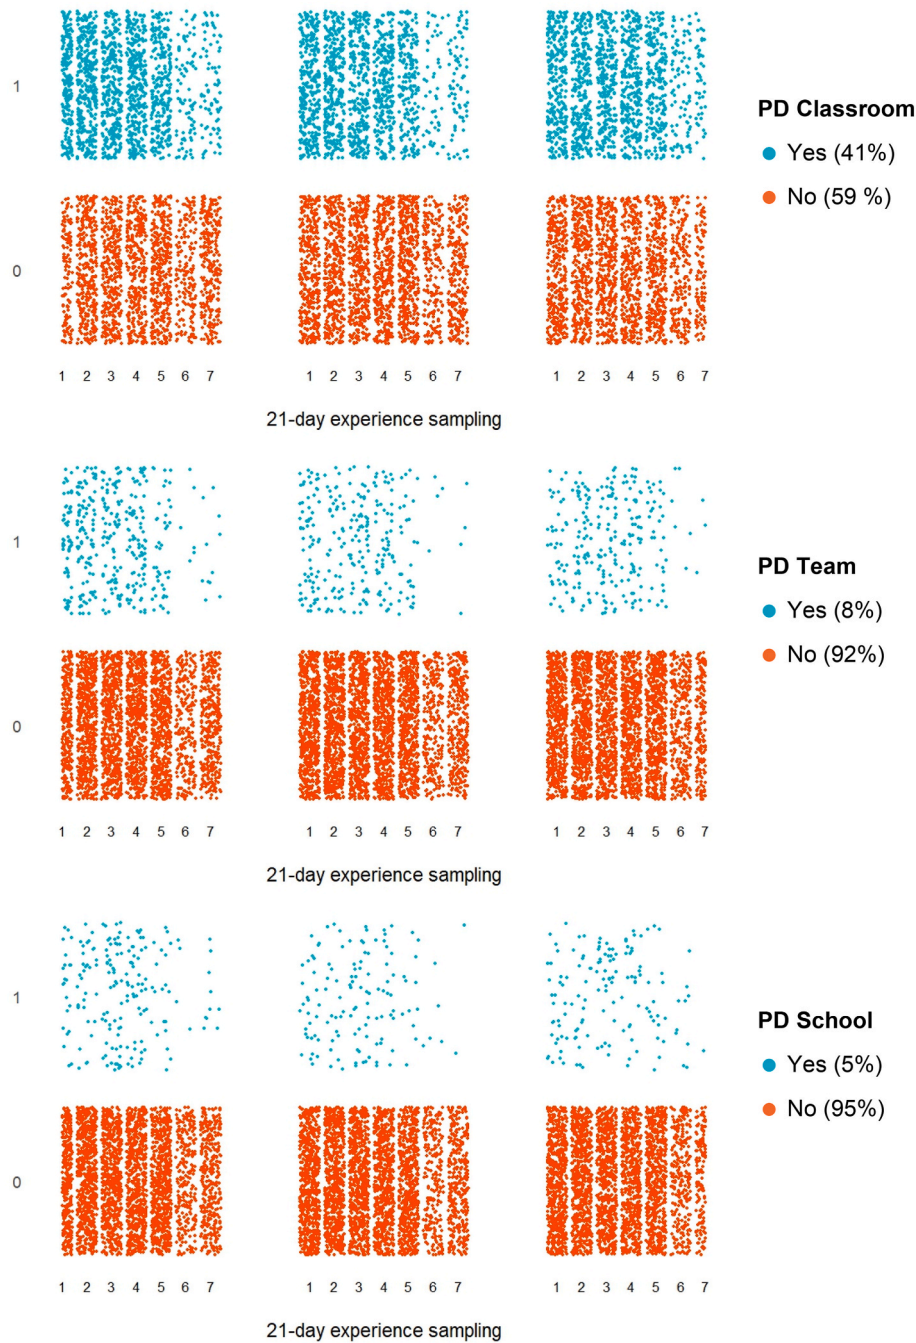 1
PD Classroom
Yes (41%)
No (59 %)
0
1 2 3 4 5 6 7 1 2 3 4 5 6 7 1 2 3 4 5 6 7
21-day experience sampling
1
PD Team
Yes (8%)
No (92%)
0
1 2 3 4 5 6 7 1 2 3 4 5 6 7 1 2 3 4 5 6 7
21-day experience sampling
1
PD School
Yes (5%)
No (95%)
0
1 2 3 4 5 6 7 1 2 3 4 5 6 7 1 2 3 4 5 6 7
21-day experience sampling